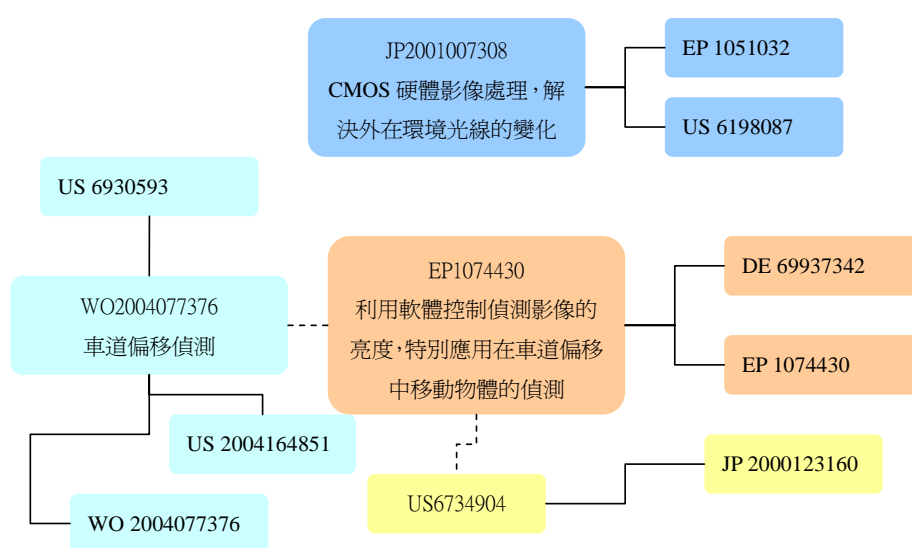 JP2001007308
CMOS 硬體影像處理，解
決外在環境光線的變化
EP 1051032
US 6198087
US 6930593
WO2004077376
車道偏移偵測
US 2004164851
WO 2004077376
EP1074430
利用軟體控制偵測影像的
亮度，特別應用在車道偏移
中移動物體的偵測
DE 69937342
EP 1074430
US6734904
JP 2000123160